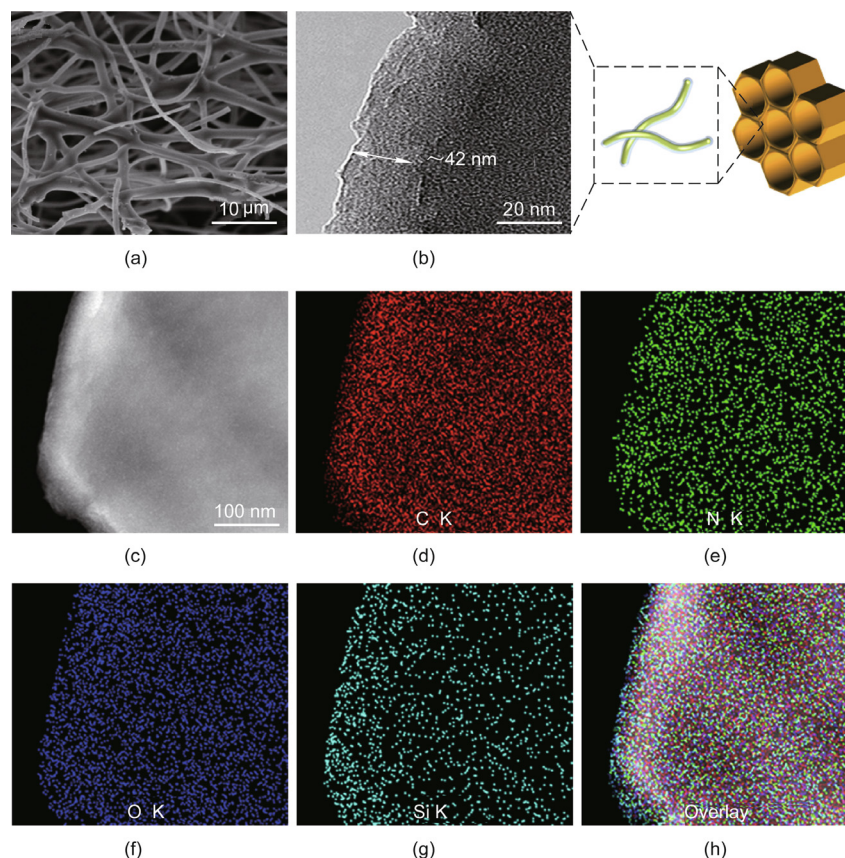 10 μm
~42 nm
20 nm
(a)
(b)
100 nm
C K
N K
(c)
(d)
(e)
O K
Si K
Overlay
(f)
(g)
(h)